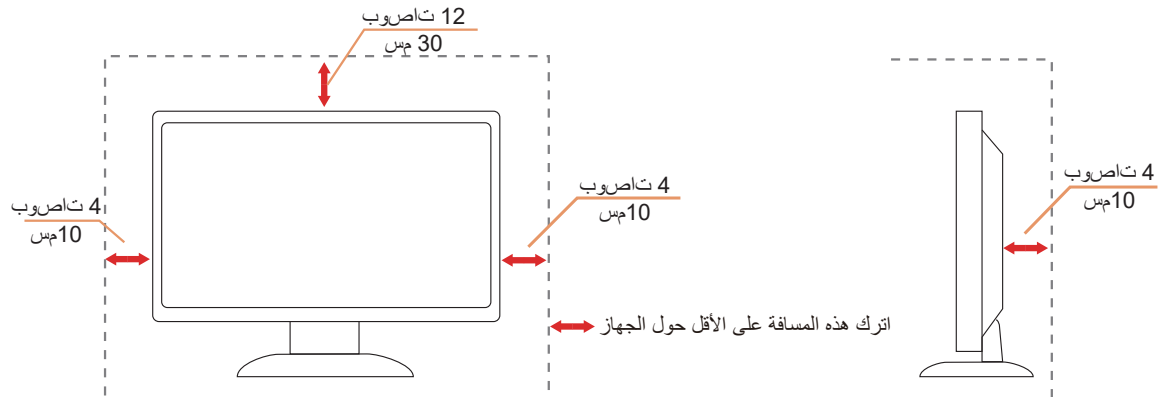 12 تاصوب
30 مس
4 تاصوب
10مس
4 تاصوب
10مس
4 تاصوب
10مس
اترك هذه المسافة على الأقل حول الجهاز